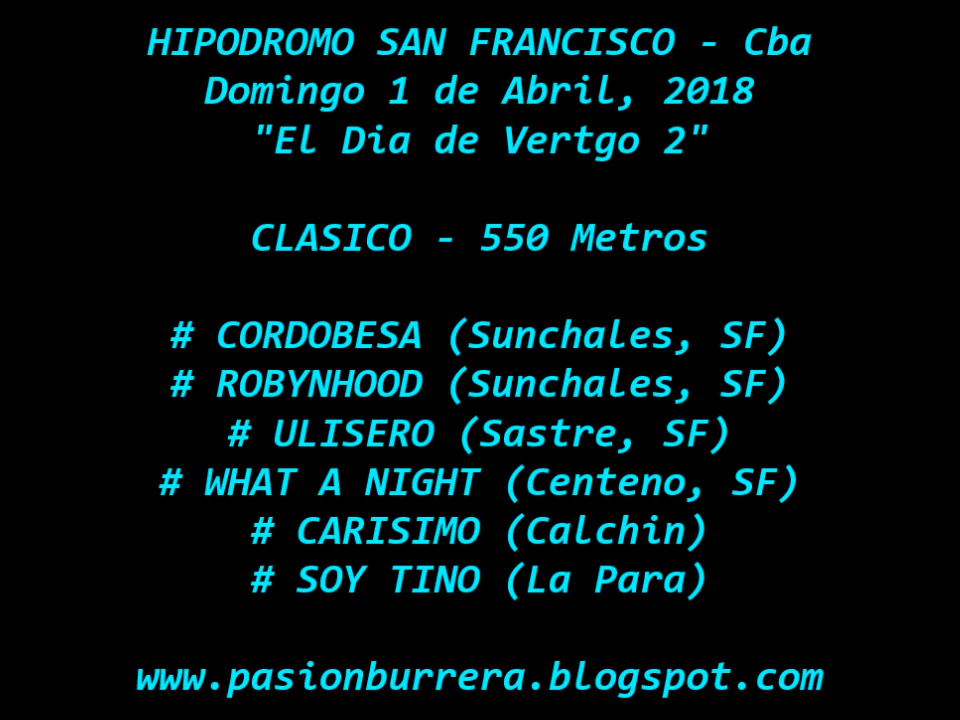 HIPODROMO SAN FRANCISCO - Cba
Domingo 1 de Abril, 2018
"El Dia de Vertgo 2"
CLASICO - 550 Metros
# CORDOBESA (Sunchales, SF)
# ROBYNHOOD (Sunchales, SF)
# ULISERO (Sastre, SF)
# WHAT A NIGHT (Centeno, SF)
# CARISIMO (Calchin)
# SOY TINO (La Para)
www.pasionburrera.blogspot.com